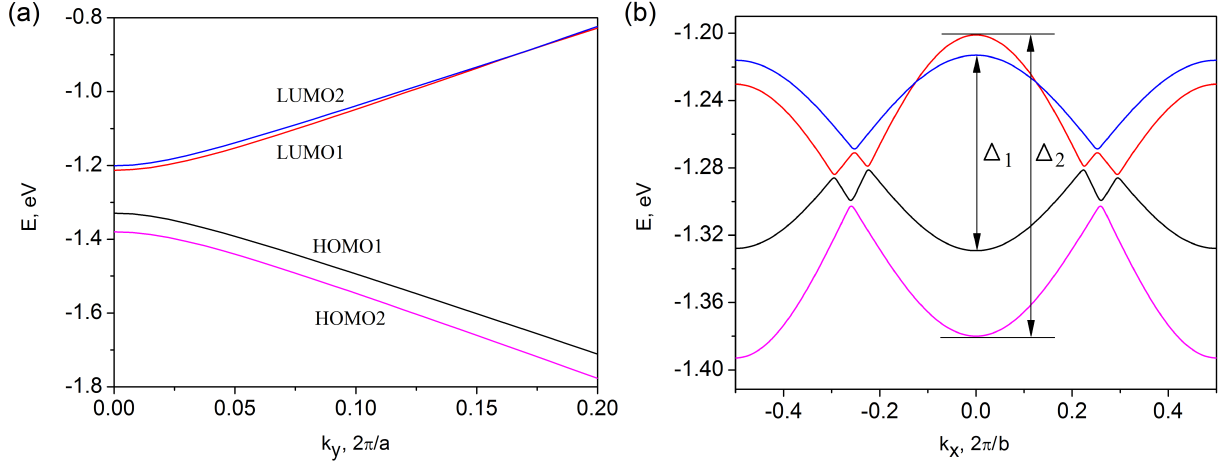 (a)
-0.8
-1.0
-1.2
-1.4
-1.6
-1.8
E, eV
LUMO2
LUMO1
HOMO1
HOMO2
0.00
0.05
0.10
0.15
0.20
ky, 2π/a
(b)
-1.20
-1.24
-1.28
-1.32
-1.36
-1.40
E, eV
Δ1
Δ2
-0.4
-0.2
0.0
0.2
0.4
kx, 2π/b